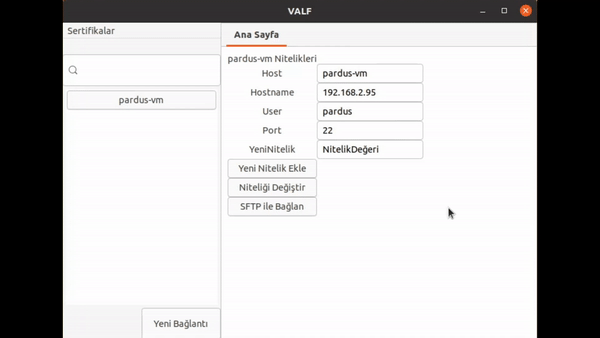 VALF
Sertifikalar
pardus-vm
Yeni Bağlantı
Ana Sayfa
pardus-vm Nitelikleri
Host pardus-vm
Hostname 192.168.2.95
User pardus
Port 22
YeniNitelik NitelikDeğeri
Yeni Nitelik Ekle
Niteliği Değiştir
SFTP ile Bağlan